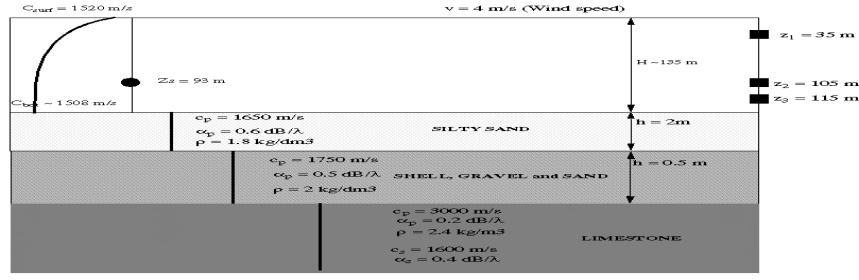 C_surf = 1520 m/s
v = 4 m/s (Wind speed)
z_1 = 35 m
H ~135 m
Zs = 93 m
z_2 = 105 m
z_3 = 115 m
C_bot ~ 1508 m/s
c_p = 1650 m/s
α_p = 0.6 dB/λ
ρ = 1.8 kg/dm3
SILTY SAND
h = 2m
c_p = 1750 m/s
α_p = 0.5 dB/λ
ρ = 2 kg/dm3
SHELL, GRAVEL and SAND
h = 0.5 m
c_p = 3000 m/s
α_p = 0.2 dB/λ
ρ = 2.4 kg/m3
c_s = 1600 m/s
α_s = 0.4 dB/λ
LIMESTONE